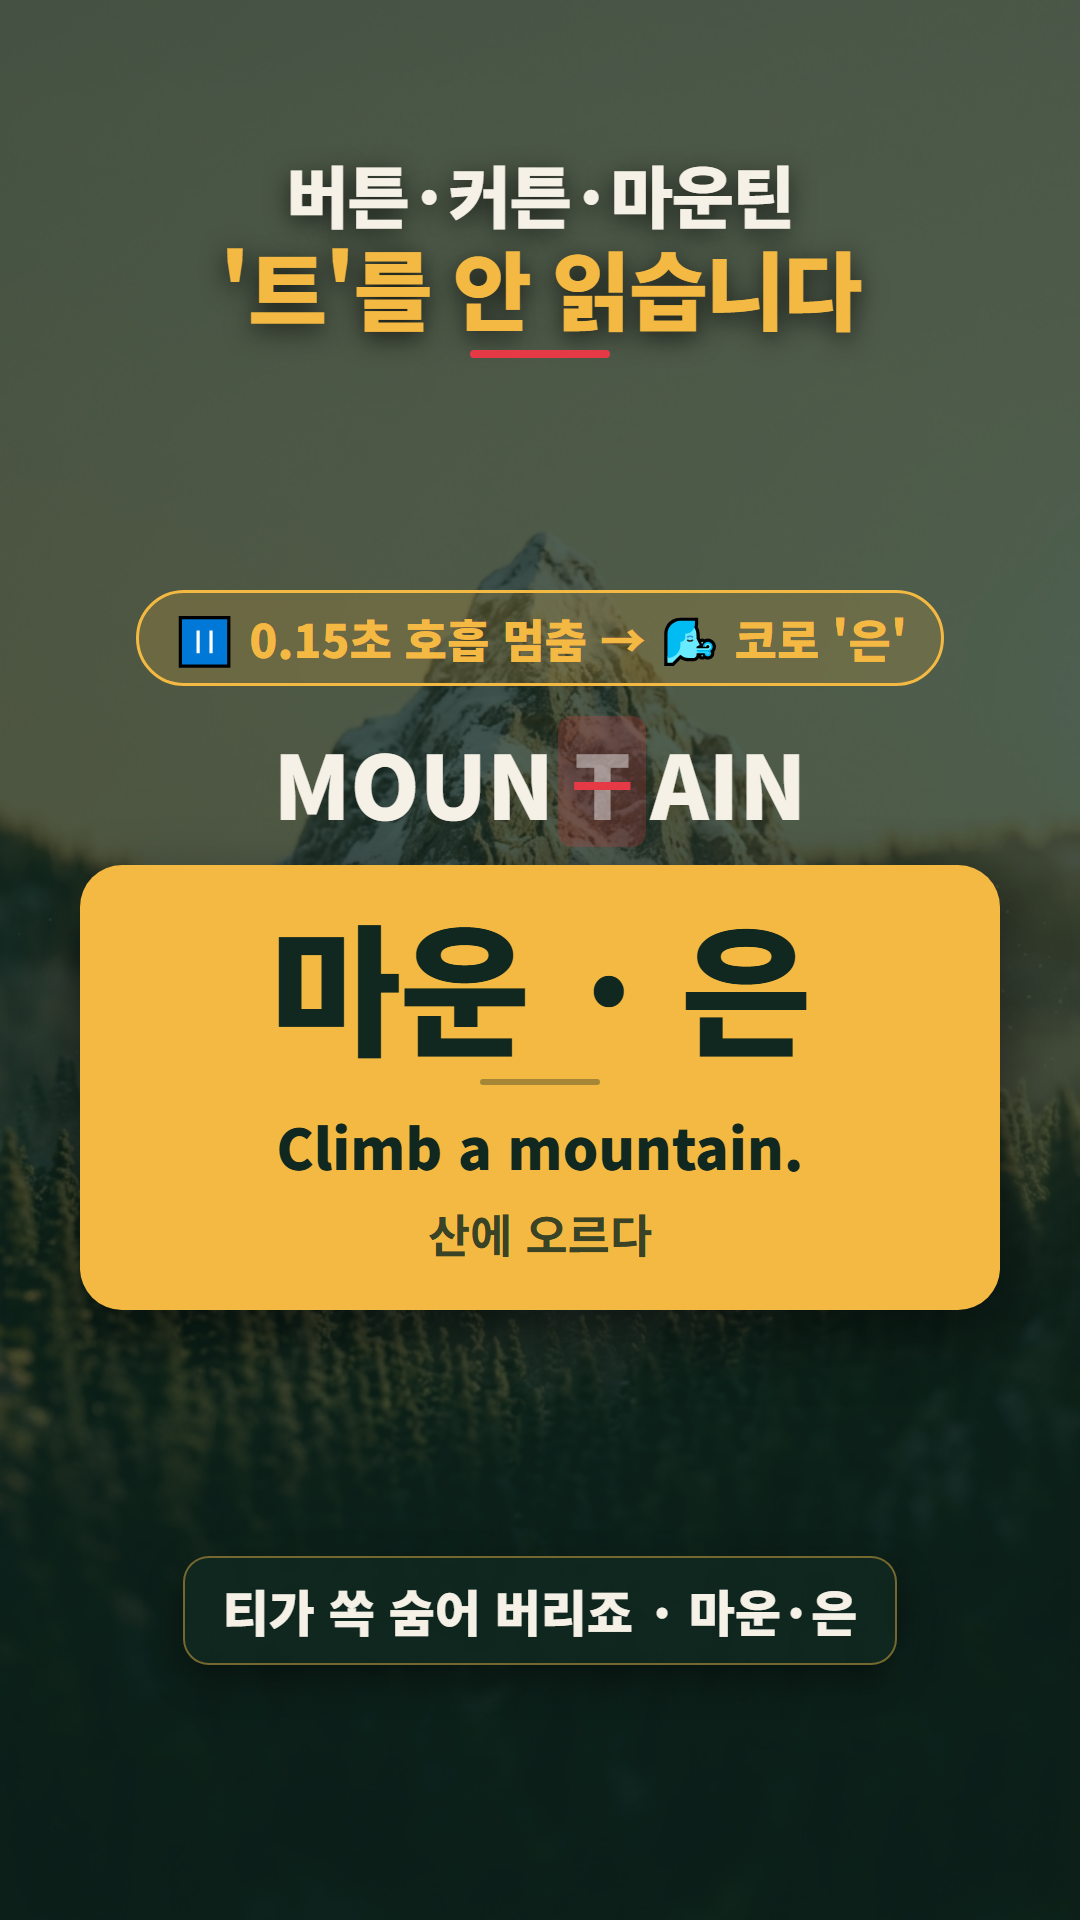 버튼·커튼·마운틴
'트'를 안 읽습니다
⏸ 0.15초 호흡 멈춤 → 🌬 코로 '은'
MOUNTAIN
마운 · 은
Climb a mountain.
산에 오르다
티가 쏙 숨어 버리죠 · 마운·은